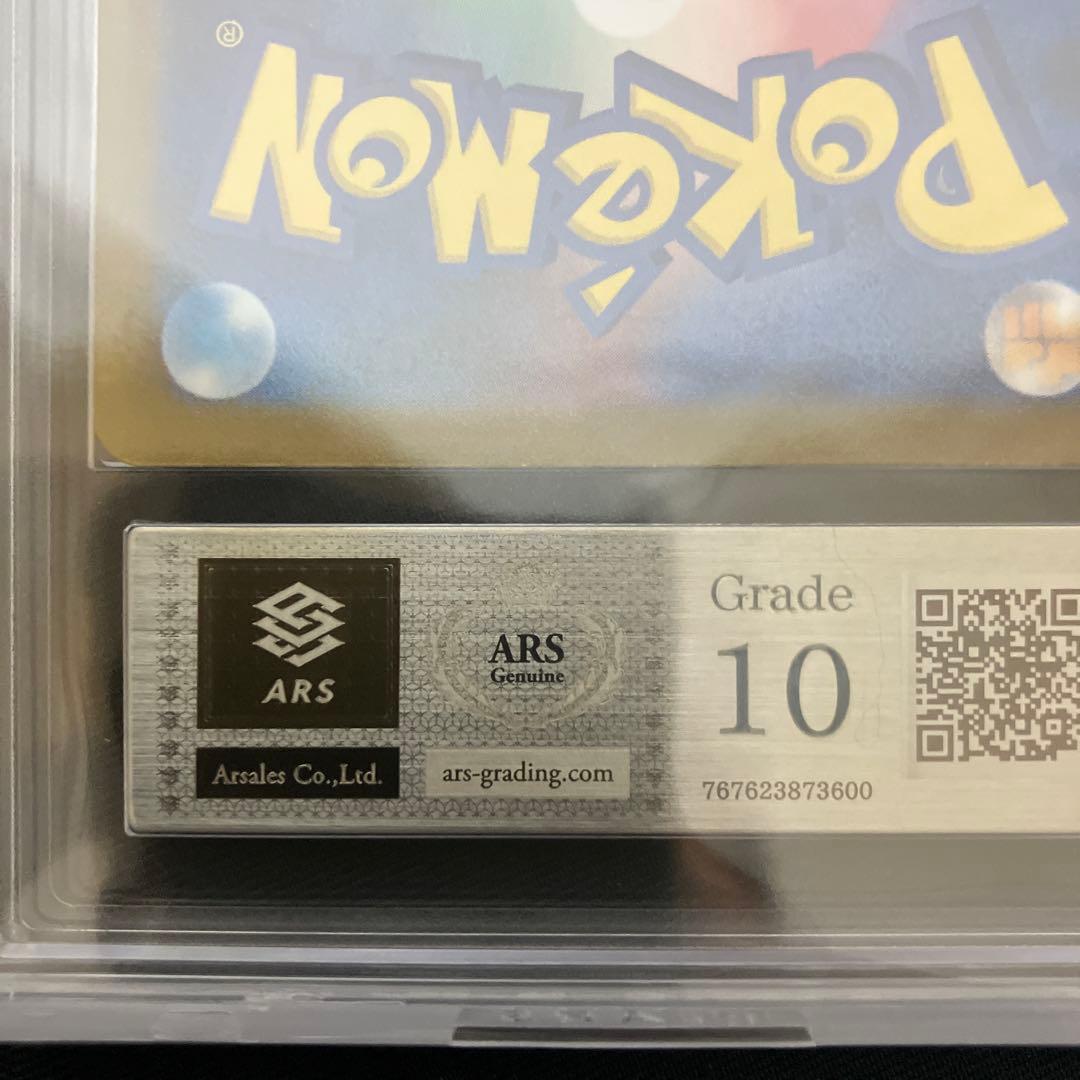 POKéMON
®
ARS
Arsales Co.,Ltd.
ARS
Genuine
ars-grading.com
Grade
10
767623873600